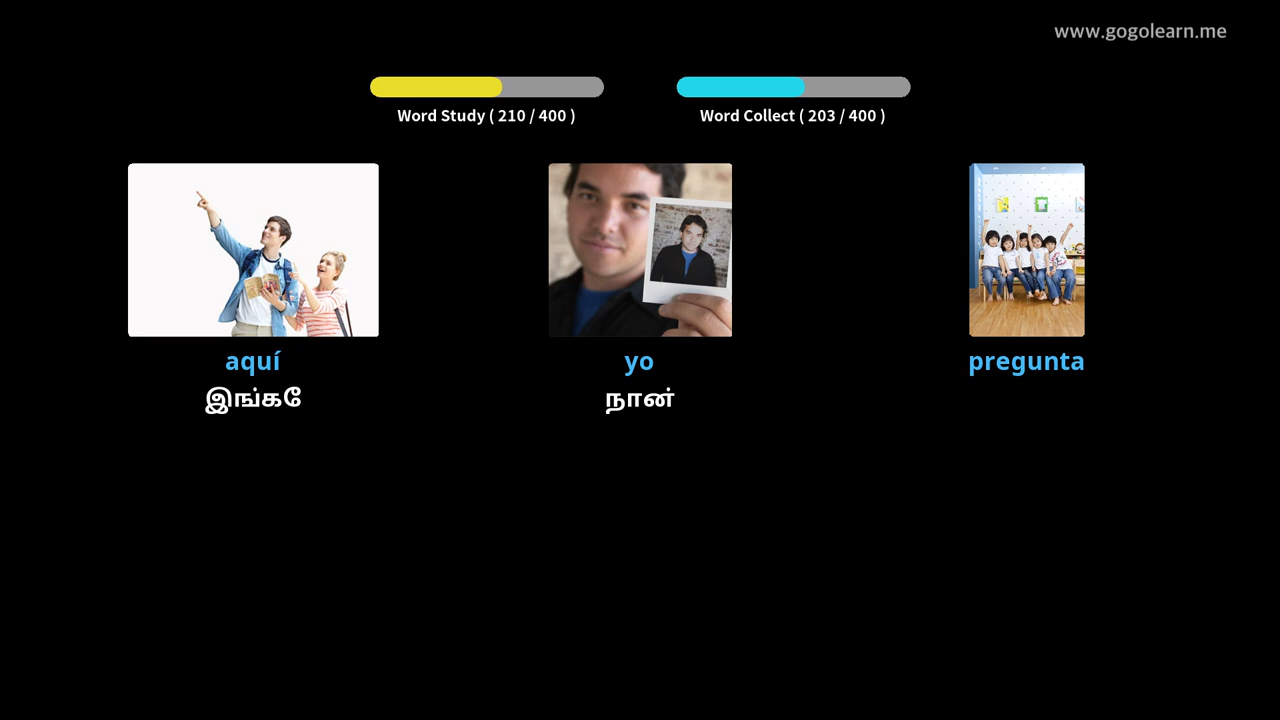 www.gogolearn.me
Word Study ( 210 / 400 )
Word Collect ( 203 / 400 )
aquí
இங்கே
yo
நான்
pregunta